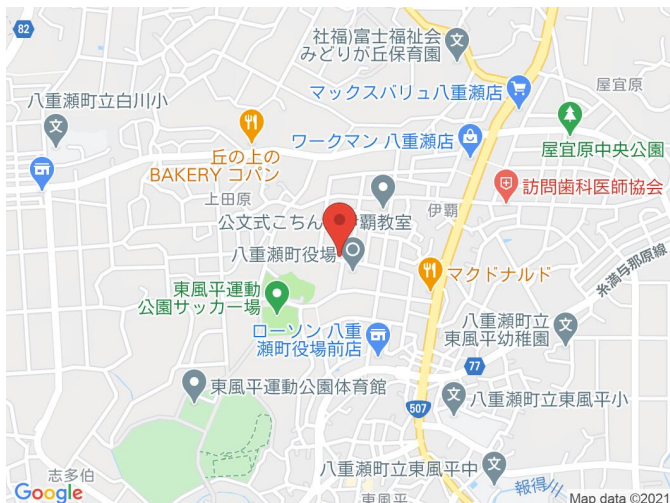 82
社福)富士福祉会
みどりが丘保育園
屋宜原
八重瀬町立白川小
マックスバリュ八重瀬店
丘の上の
BAKERY コパン
ワークマン 八重瀬店
屋宜原中央公園
訪問歯科医師協会
上田原
伊覇
公文式こちん
覇教室
八重瀬町役場
マクドナルド
糸満与那原線
東風平運動
公園サッカー場
ローソン 八重
瀬町役場前店
八重瀬町立
東風平幼稚園
77
東風平運動公園体育館
507
八重瀬町立東風平小
志多伯
八重瀬町立東風平中
報得川
東風平
Google
Map data ©2021